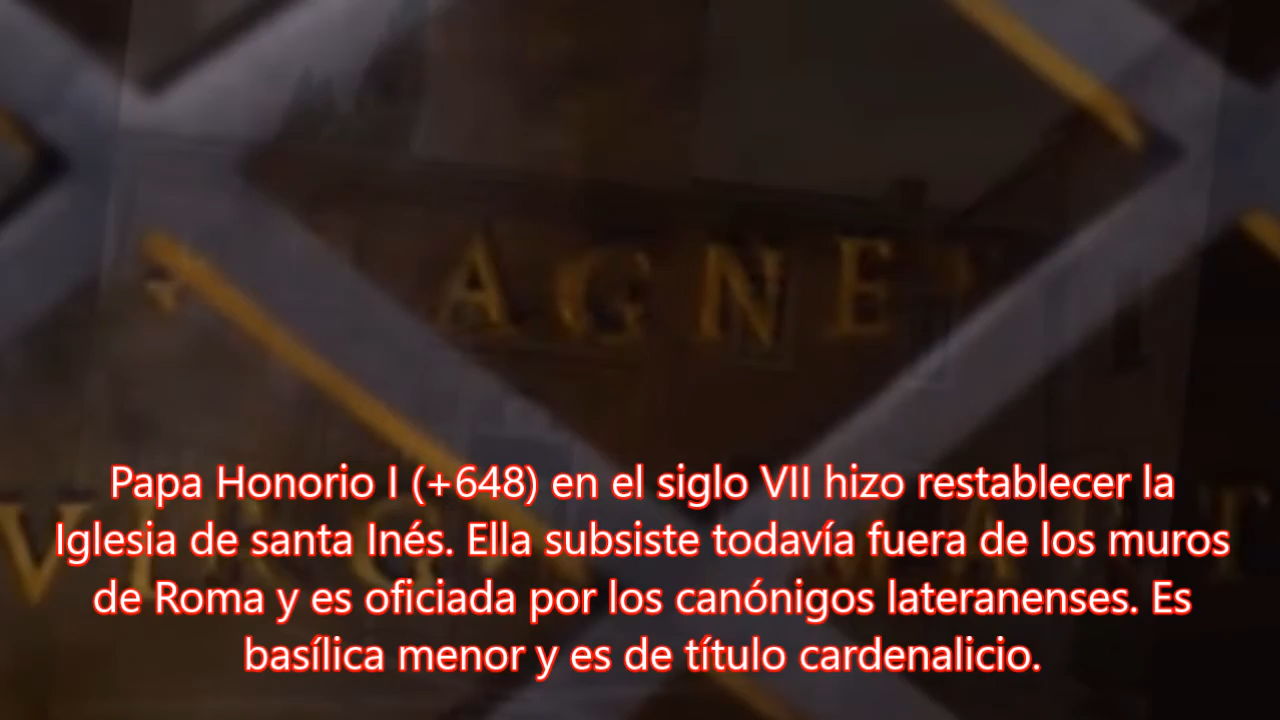 AGNE
VIRG
Papa Honorio I (+648) en el siglo VII hizo restablecer la
Iglesia de santa Inés. Ella subsiste todavía fuera de los muros
de Roma y es oficiada por los canónigos lateranenses. Es
basílica menor y es de título cardenalicio.